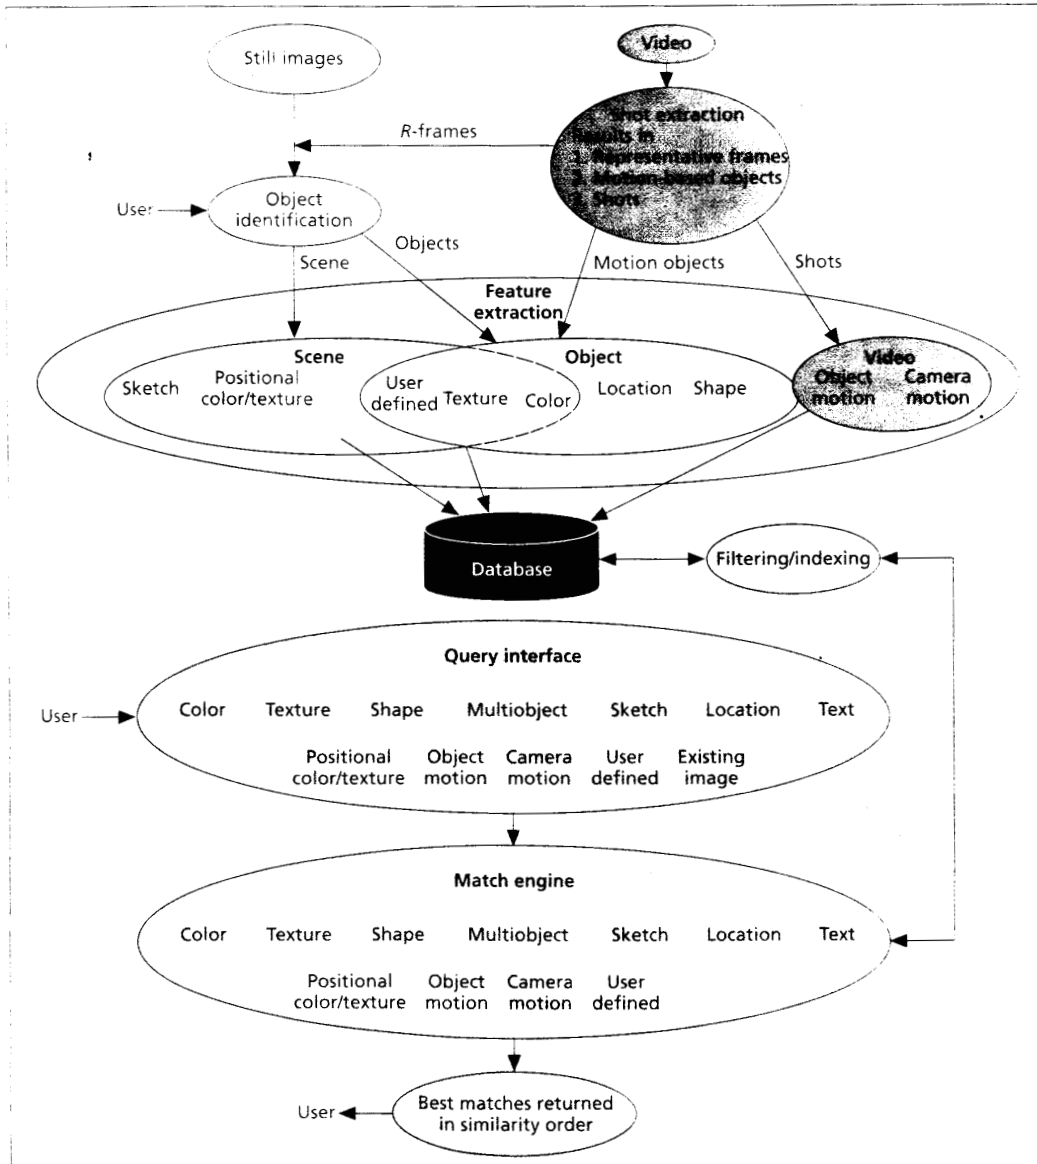 Still images
Video
Shot extraction
Results in
1. Representative frames
2. Motion-based objects
3. Shots
R-frames
User
Object
identification
Objects
Scene
Motion objects
Shots
Feature
extraction
Scene
Sketch
Positional
color/texture
User
defined
Texture
Color
Object
Location
Shape
Video
Object
motion
Camera
motion
Database
Filtering/indexing
Query interface
User
Color Texture Shape Multiobject Sketch Location Text
Positional
color/texture
Object
motion
Camera
motion
User
defined
Existing
image
Match engine
Color Texture Shape Multiobject Sketch Location Text
Positional
color/texture
Object
motion
Camera
motion
User
defined
User
Best matches returned
in similarity order